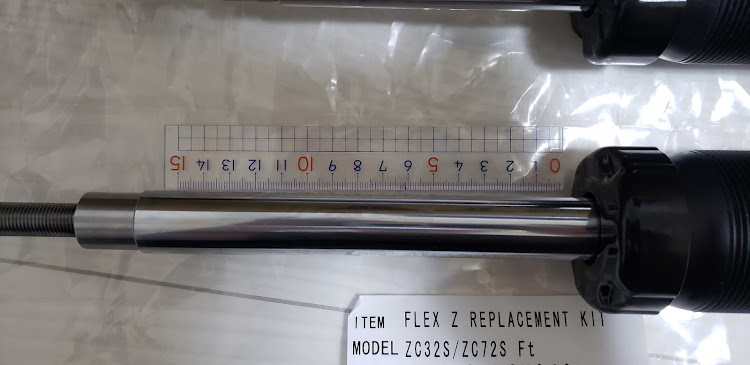 15 14 13 12 11 10 9 8 7 6 5 4 3 2 1 0
ITEM FLEX Z REPLACEMENT KIT
MODEL ZC32S/ZC72S Ft